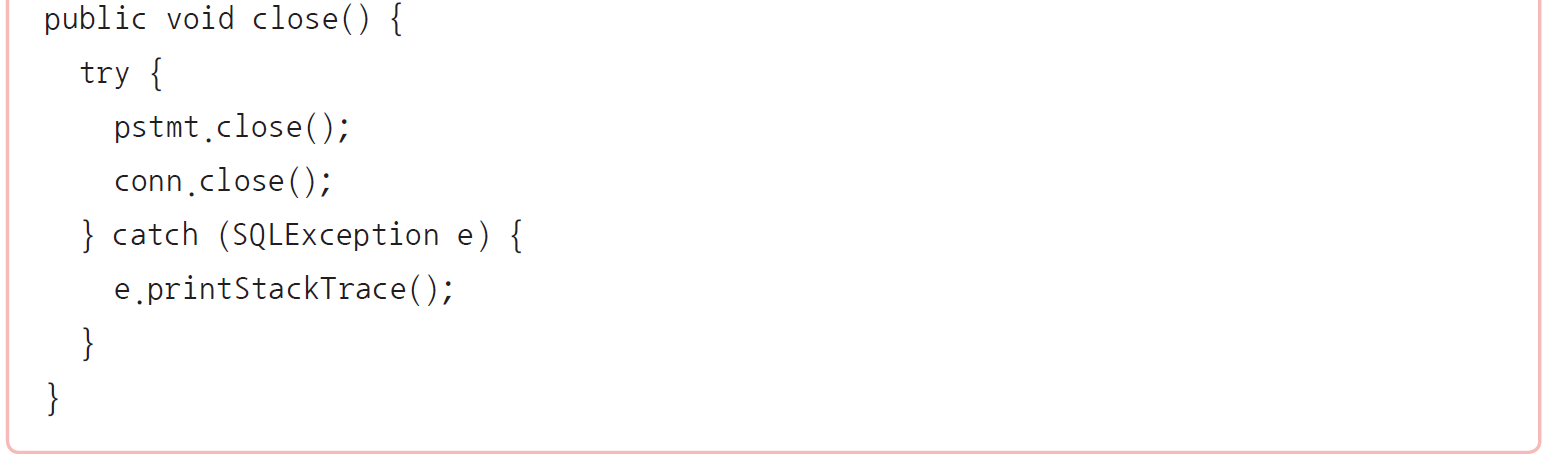 public void close() {
  try {
    pstmt.close();
    conn.close();
  } catch (SQLException e) {
    e.printStackTrace();
  }
}